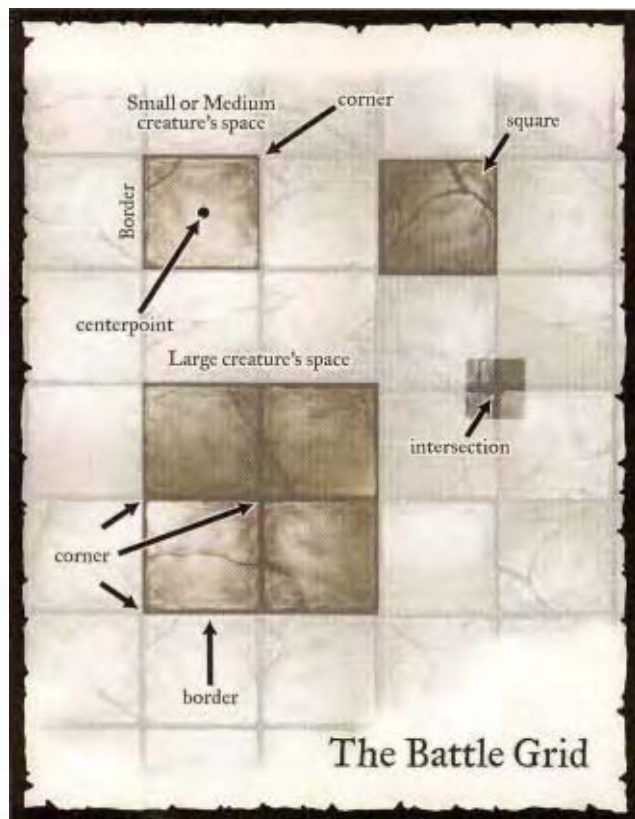 Small or Medium
creature's space
corner
square
Border
centerpoint
Large creature's space
intersection
corner
border
The Battle Grid